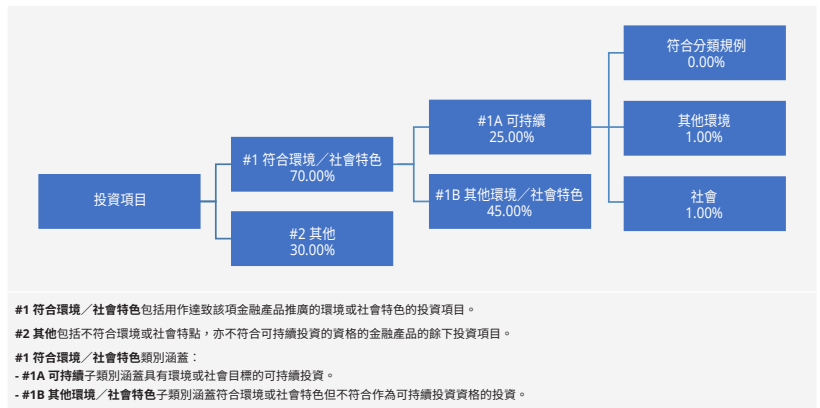 投資項目
#1 符合環境／社會特色
70.00%
#2 其他
30.00%
#1A 可持續
25.00%
#1B 其他環境／社會特色
45.00%
符合分類規例
0.00%
其他環境
1.00%
社會
1.00%
#1 符合環境／社會特色包括用作達致該項金融產品推廣的環境或社會特色的投資項目。
#2 其他包括不符合環境或社會特點，亦不符合可持續投資的資格的金融產品的餘下投資項目。
#1 符合環境／社會特色類別涵蓋：
- #1A 可持續子類別涵蓋具有環境或社會目標的可持續投資。
- #1B 其他環境／社會特色子類別涵蓋符合環境或社會特色但不符合作為可持續投資資格的投資。